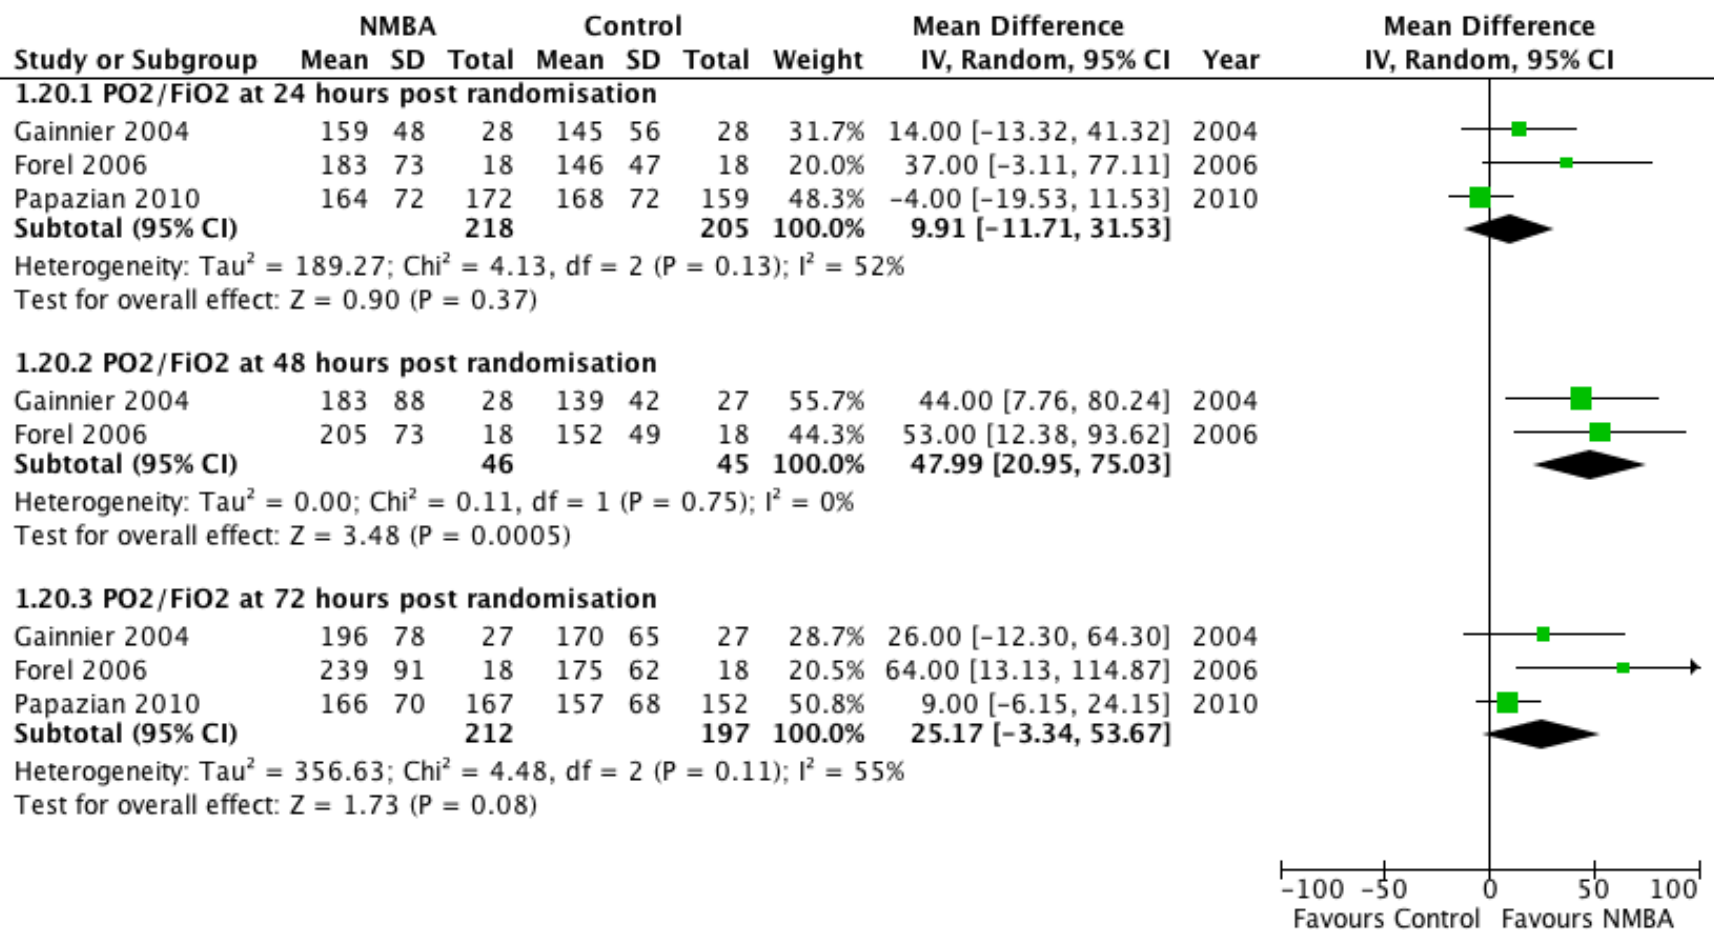 NMBA Control Mean Difference Mean Difference
Study or Subgroup Mean SD Total Mean SD Total Weight IV, Random, 95% CI Year IV, Random, 95% CI
1.20.1 PO2/FiO2 at 24 hours post randomisation
Gainnier 2004 159 48 28 145 56 28 31.7% 14.00 [-13.32, 41.32] 2004
Forel 2006 183 73 18 146 47 18 20.0% 37.00 [-3.11, 77.11] 2006
Papazian 2010 164 72 172 168 72 159 48.3% -4.00 [-19.53, 11.53] 2010
Subtotal (95% CI) 218 205 100.0% 9.91 [-11.71, 31.53]
Heterogeneity: Tau² = 189.27; Chi² = 4.13, df = 2 (P = 0.13); I² = 52%
Test for overall effect: Z = 0.90 (P = 0.37)
1.20.2 PO2/FiO2 at 48 hours post randomisation
Gainnier 2004 183 88 28 139 42 27 55.7% 44.00 [7.76, 80.24] 2004
Forel 2006 205 73 18 152 49 18 44.3% 53.00 [12.38, 93.62] 2006
Subtotal (95% CI) 46 45 100.0% 47.99 [20.95, 75.03]
Heterogeneity: Tau² = 0.00; Chi² = 0.11, df = 1 (P = 0.75); I² = 0%
Test for overall effect: Z = 3.48 (P = 0.0005)
1.20.3 PO2/FiO2 at 72 hours post randomisation
Gainnier 2004 196 78 27 170 65 27 28.7% 26.00 [-12.30, 64.30] 2004
Forel 2006 239 91 18 175 62 18 20.5% 64.00 [13.13, 114.87] 2006
Papazian 2010 166 70 167 157 68 152 50.8% 9.00 [-6.15, 24.15] 2010
Subtotal (95% CI) 212 197 100.0% 25.17 [-3.34, 53.67]
Heterogeneity: Tau² = 356.63; Chi² = 4.48, df = 2 (P = 0.11); I² = 55%
Test for overall effect: Z = 1.73 (P = 0.08)
-100 -50 0 50 100
Favours Control Favours NMBA